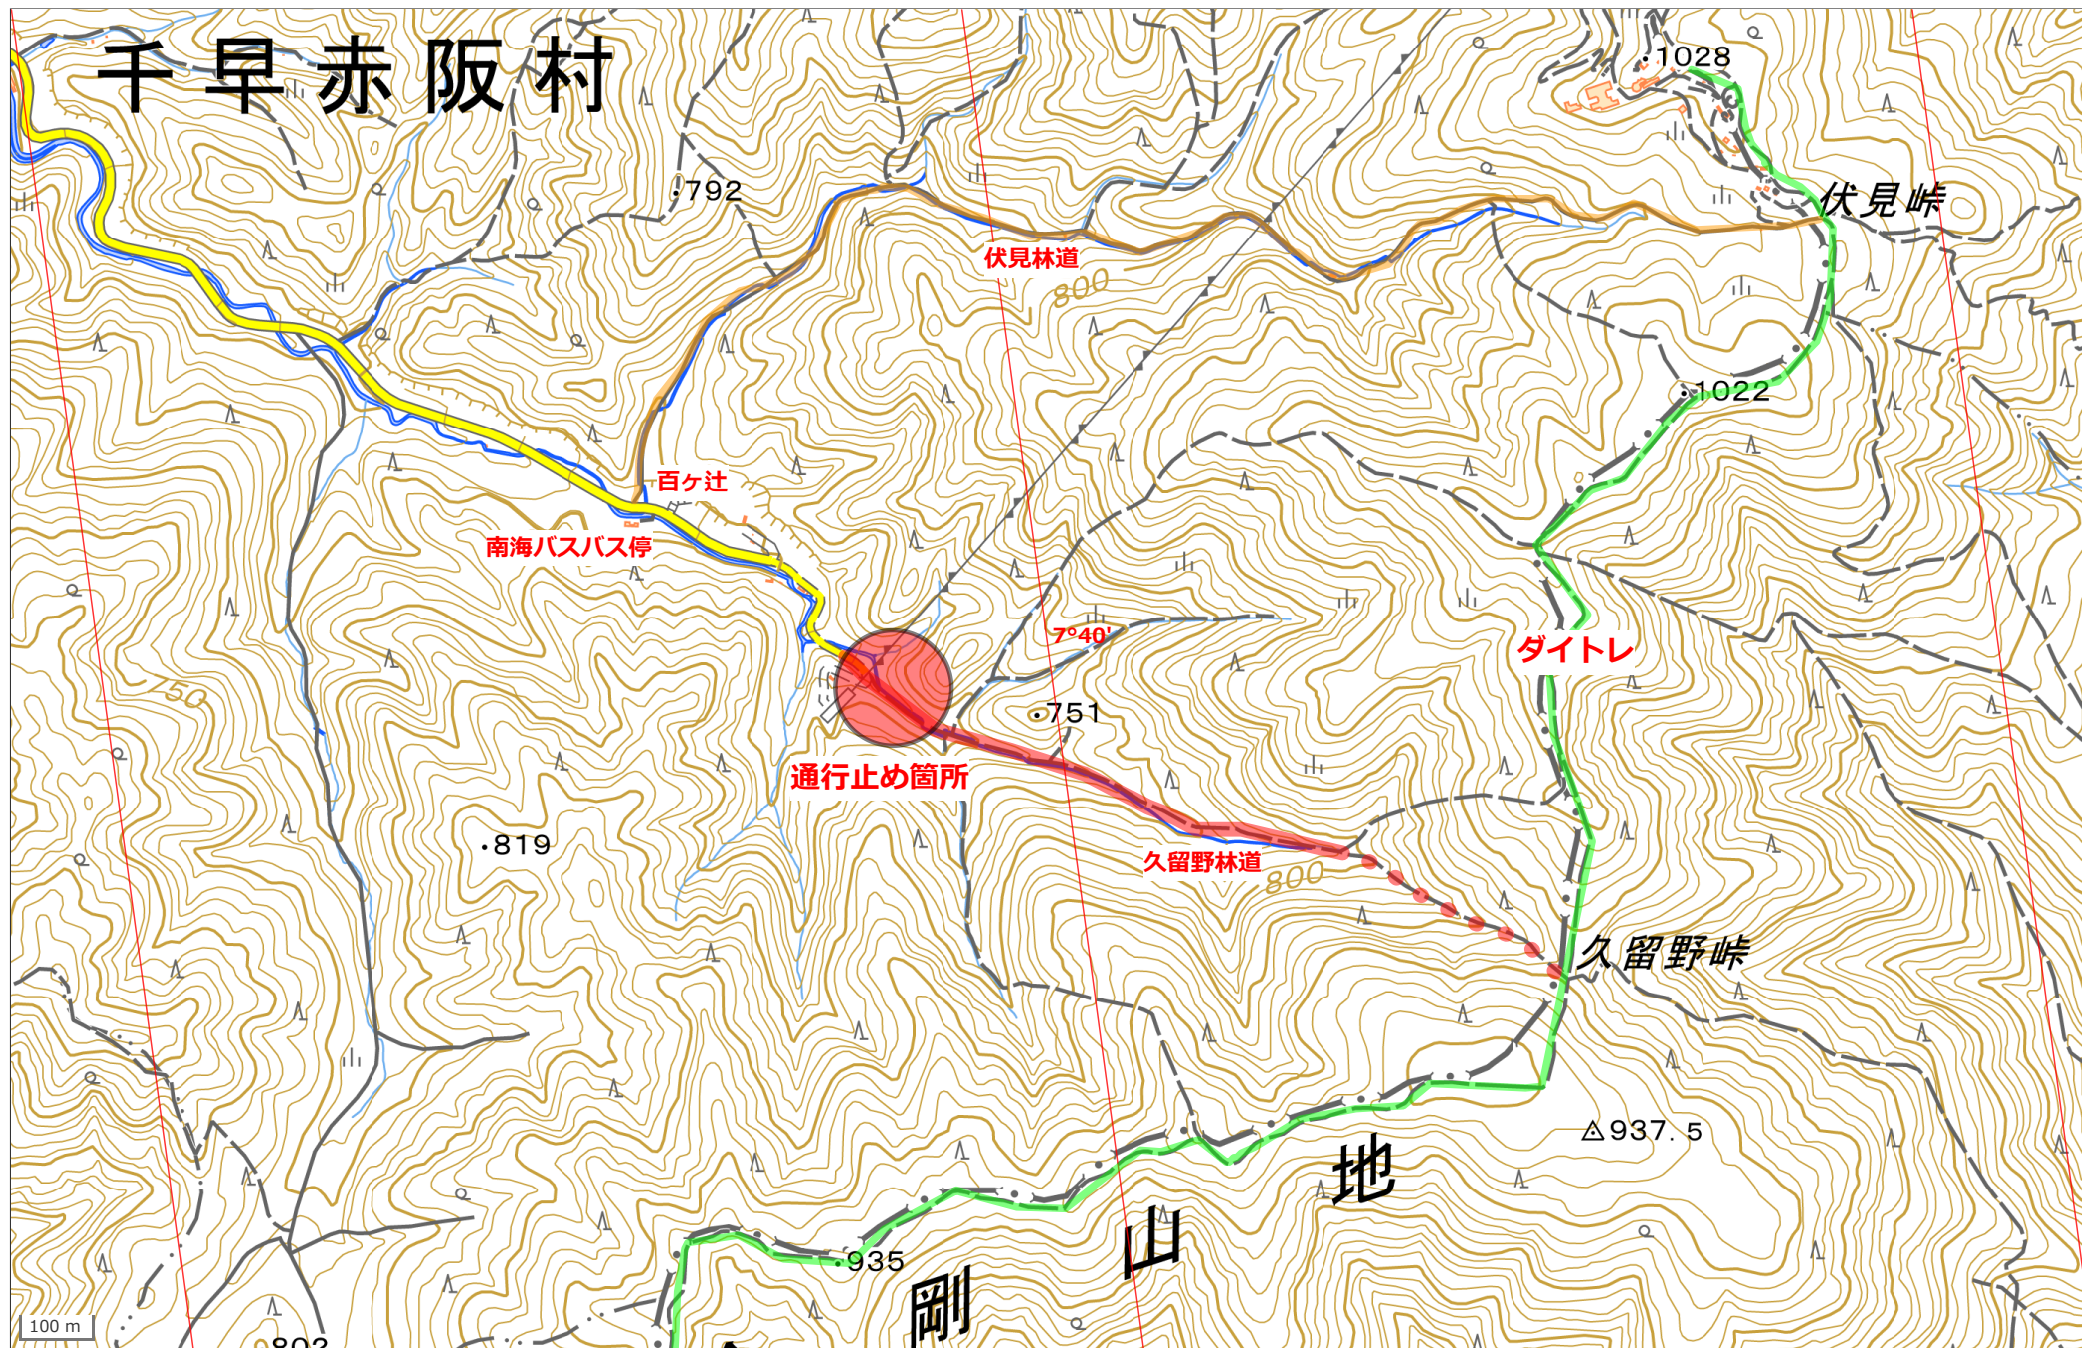 千早赤阪村
1028
792
伏見峠
伏見林道
800
1022
百ヶ辻
南海バスバス停
7°40'
ダイトレ
750
751
通行止め箇所
819
久留野林道
800
久留野峠
937.5
地
山
935
剛
100 m